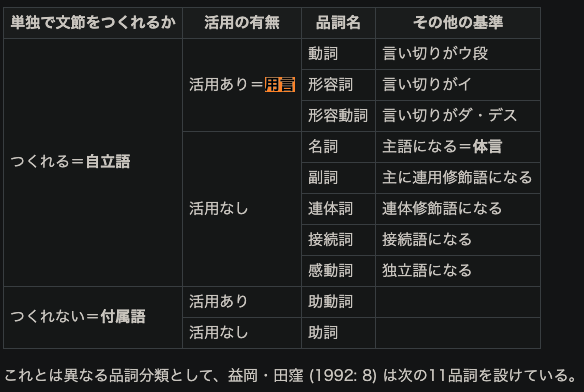 単独で文節をつくれるか 活用の有無 品詞名 その他の基準
つくれる＝自立語 活用あり＝用言 動詞 言い切りがウ段
形容詞 言い切りがイ
形容動詞 言い切りがダ・デス
活用なし 名詞 主語になる＝体言
副詞 主に連用修飾語になる
連体詞 連体修飾語になる
接続詞 接続語になる
感動詞 独立語になる
つくれない＝付属語 活用あり 助動詞
活用なし 助詞
これとは異なる品詞分類として、益岡・田窪 (1992: 8) は次の11品詞を設けている。